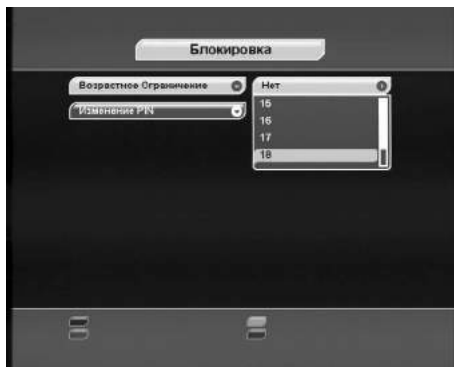 Блокировка
Возрастное Ограничение
Нет
Изменение PIN
15
16
17
18